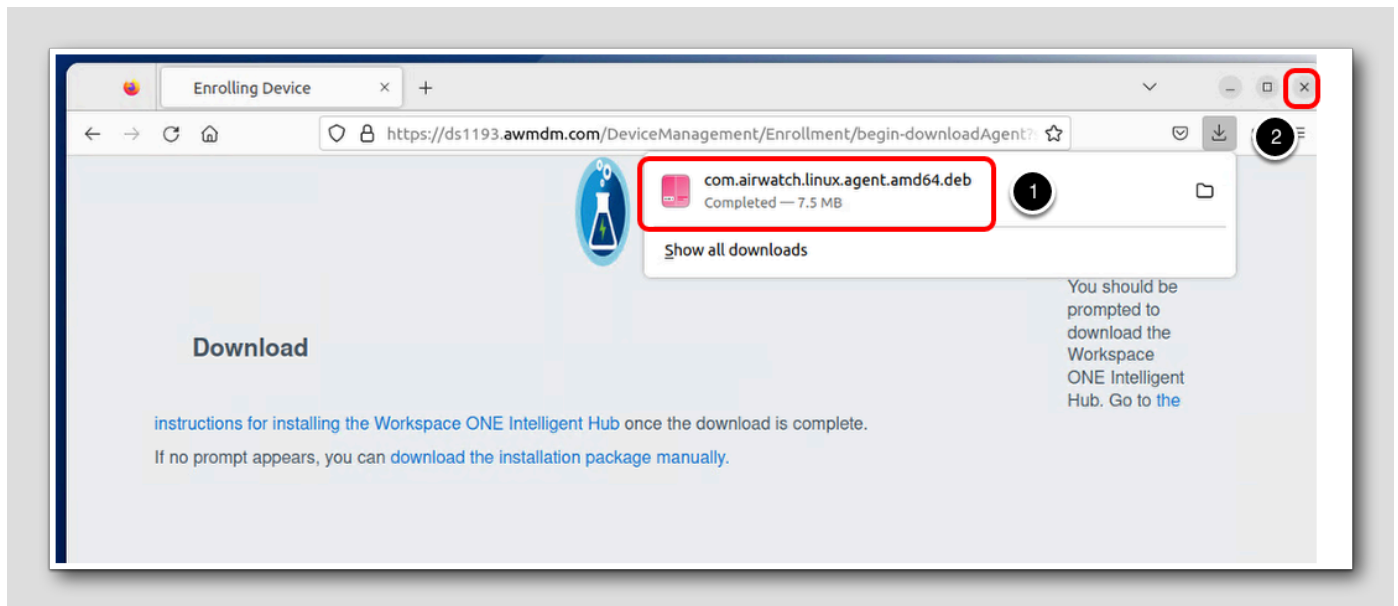 Enrolling Device
https://ds1193.awmdm.com/DeviceManagement/Enrollment/begin-downloadAgent?
2
com.airwatch.linux.agent.amd64.deb
Completed — 7.5 MB
1
Show all downloads
You should be
prompted to
download the
Workspace
ONE Intelligent
Hub. Go to the
Download
instructions for installing the Workspace ONE Intelligent Hub once the download is complete.
If no prompt appears, you can download the installation package manually.